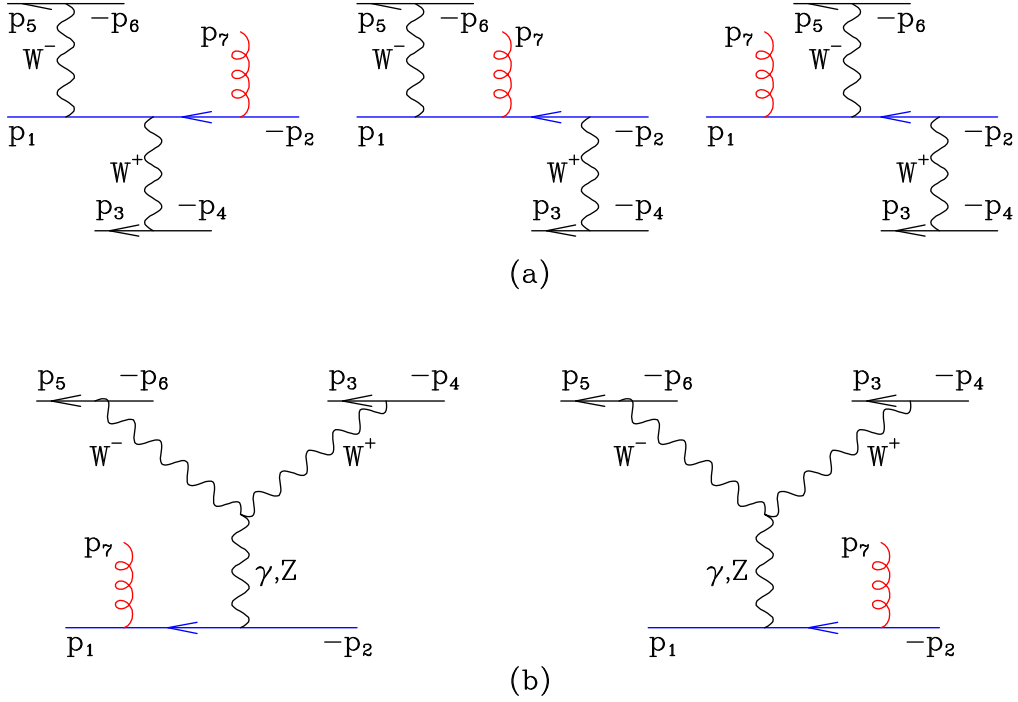 p₅ −p₆ p₇ p₅ −p₆ p₇ p₇ p₅ −p₆
W⁻ W⁻ W⁻
p₁ −p₂ p₁ −p₂ p₁ −p₂
W⁺ W⁺ W⁺
p₃ −p₄ p₃ −p₄ p₃ −p₄
(a)
p₅ −p₆ p₃ −p₄ p₅ −p₆ p₃ −p₄
W⁻ W⁺ W⁻ W⁺
p₇ γ,Z γ,Z p₇
p₁ −p₂ p₁ −p₂
(b)